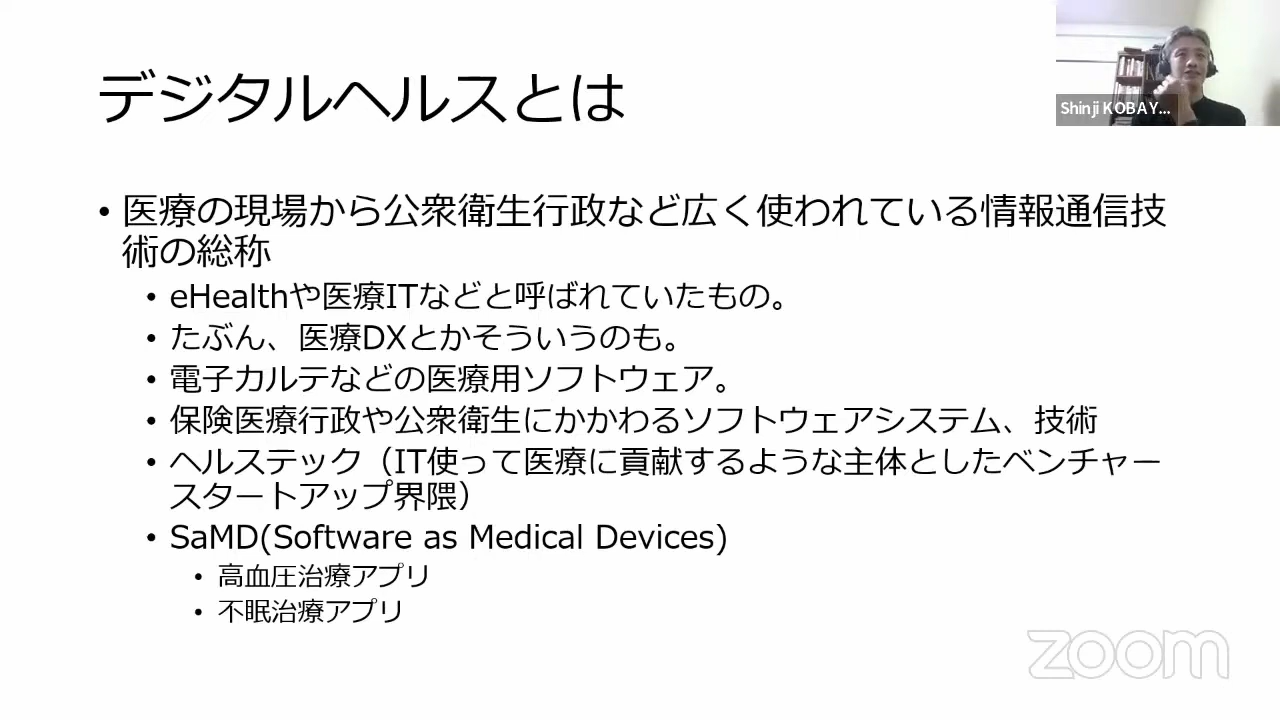 デジタルヘルスとは
Shinji KOBAY...
• 医療の現場から公衆衛生行政など広く使われている情報通信技
術の総称
• eHealthや医療ITなどと呼ばれていたもの。
• たぶん、医療DXとかそういうのも。
• 電子カルテなどの医療用ソフトウェア。
• 保険医療行政や公衆衛生にかかわるソフトウェアシステム、技術
• ヘルステック（IT使って医療に貢献するような主体としたベンチャー
スタートアップ界隈）
• SaMD(Software as Medical Devices)
• 高血圧治療アプリ
• 不眠治療アプリ
zoom